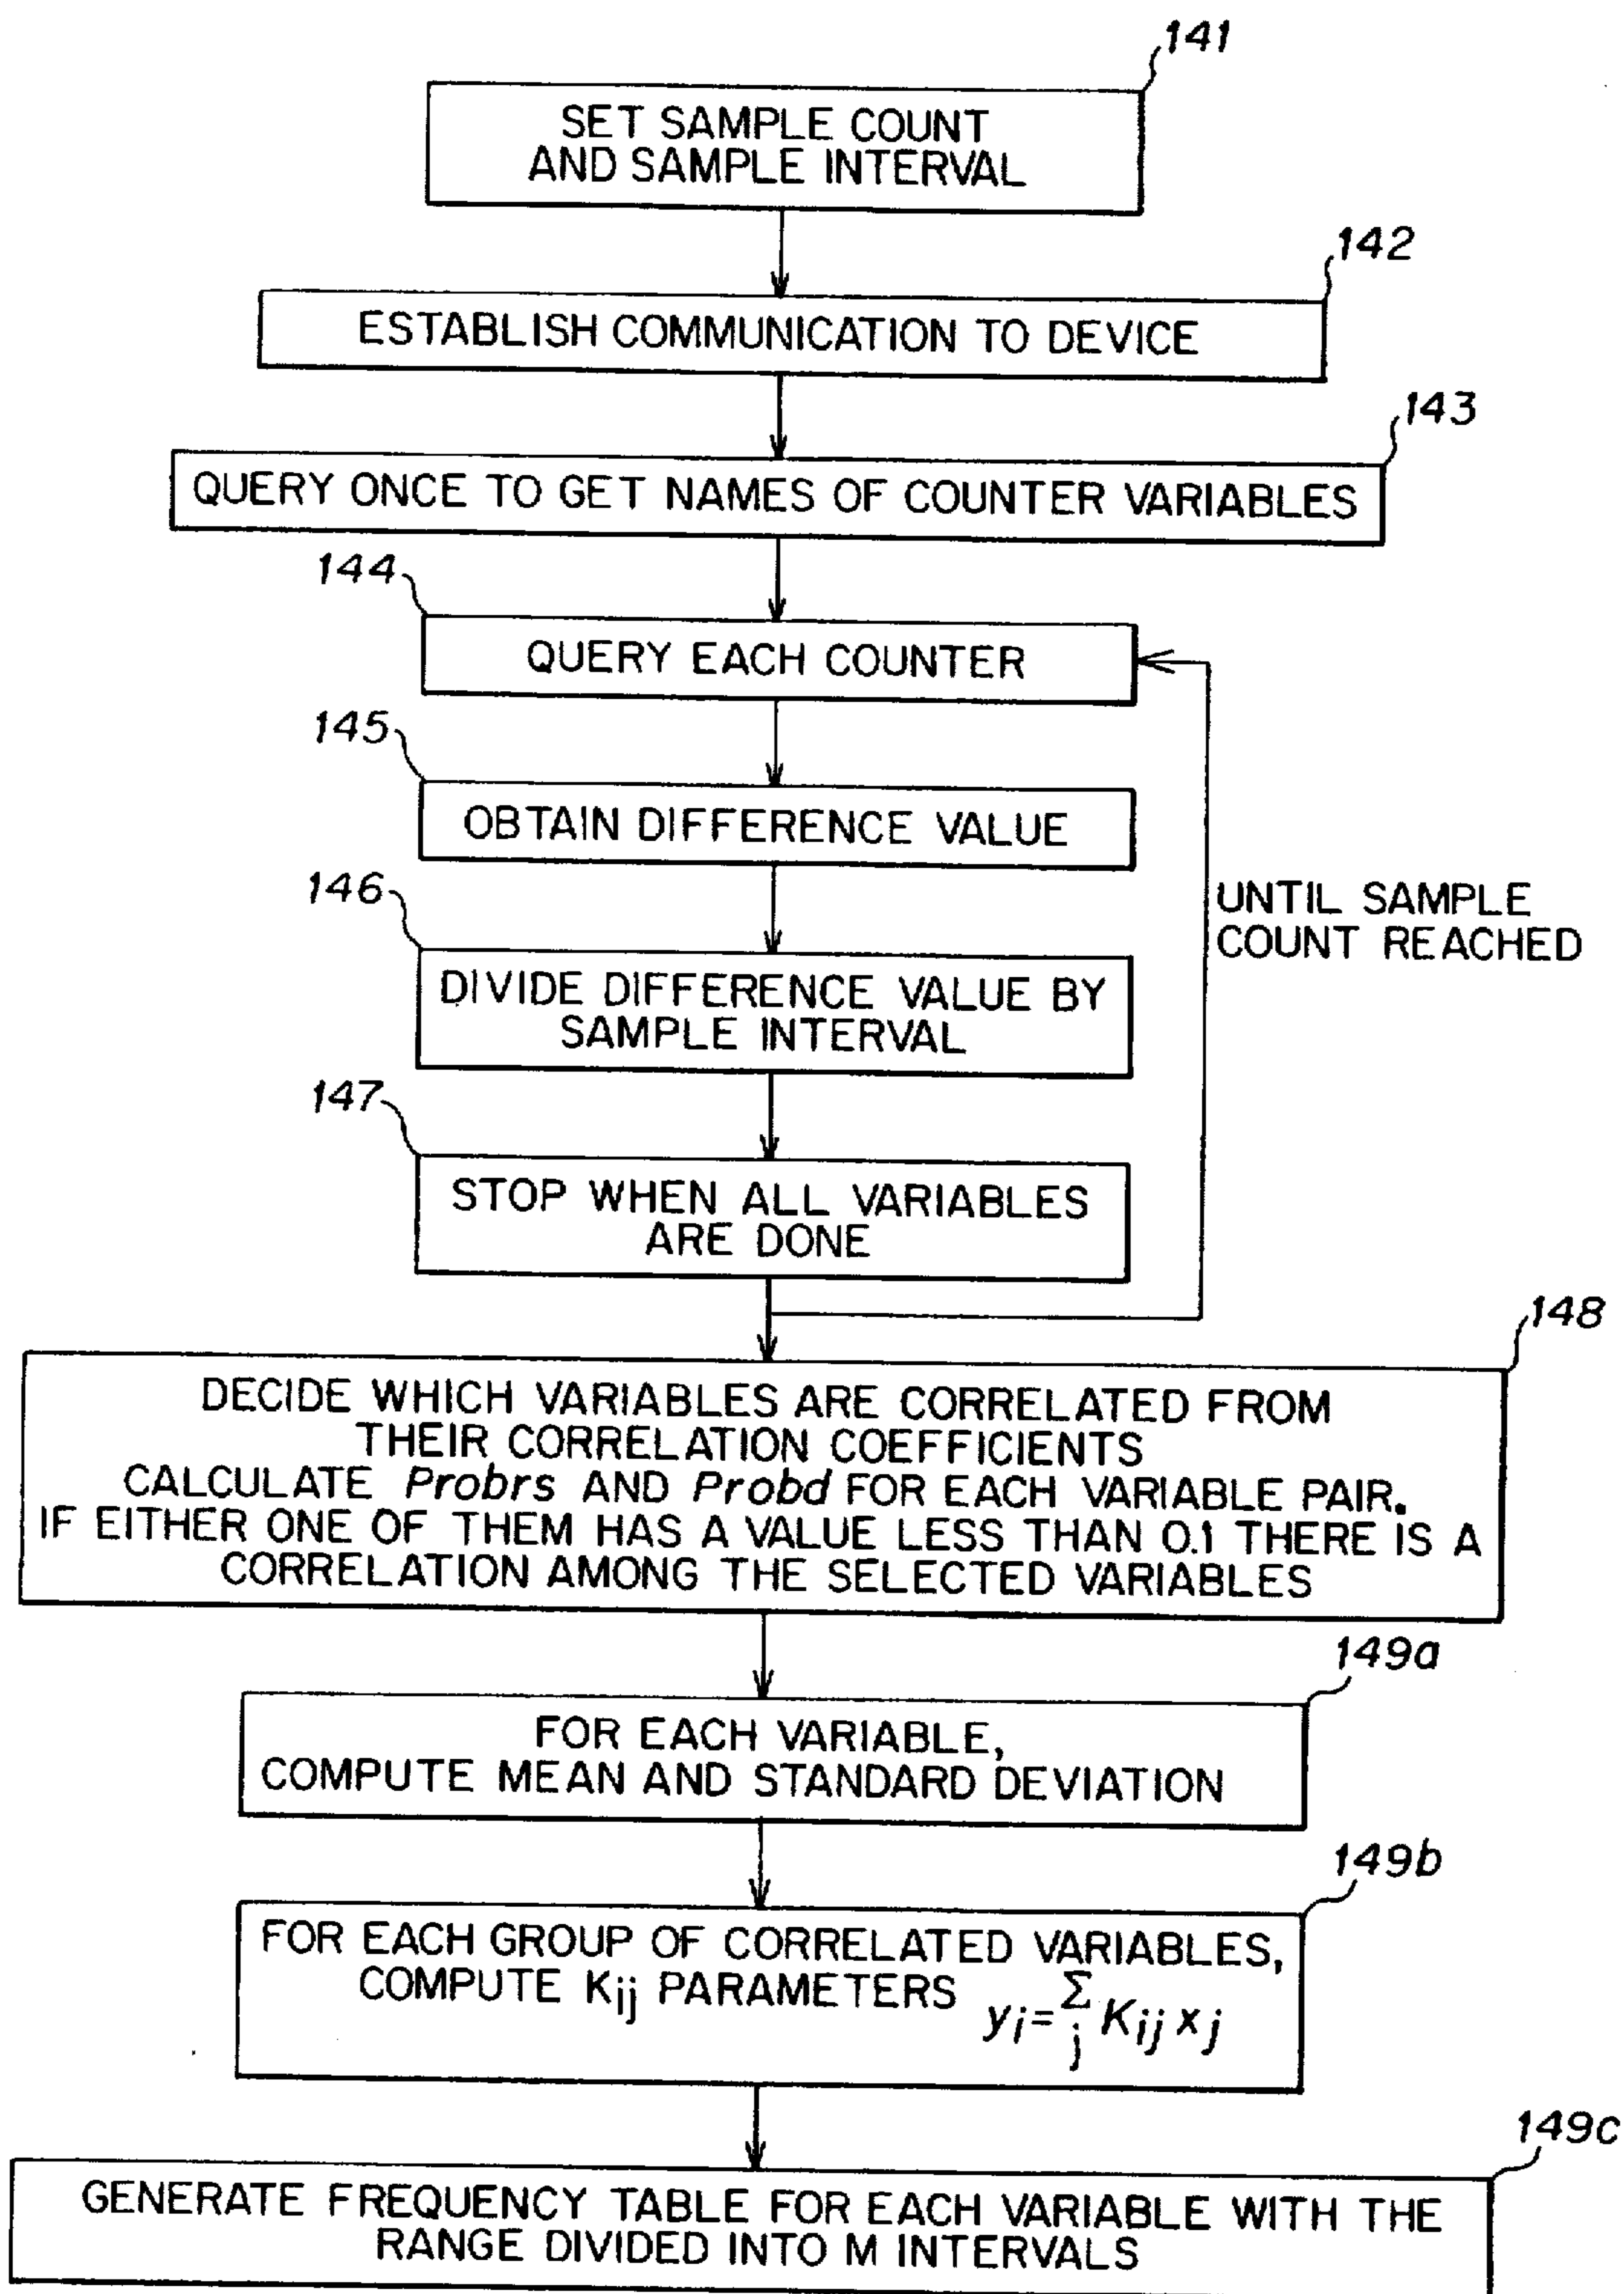 141
SET SAMPLE COUNT
AND SAMPLE INTERVAL
142
ESTABLISH COMMUNICATION TO DEVICE
143
QUERY ONCE TO GET NAMES OF COUNTER VARIABLES
144
QUERY EACH COUNTER
145
OBTAIN DIFFERENCE VALUE
146
DIVIDE DIFFERENCE VALUE BY
SAMPLE INTERVAL
UNTIL SAMPLE
COUNT REACHED
147
STOP WHEN ALL VARIABLES
ARE DONE
148
DECIDE WHICH VARIABLES ARE CORRELATED FROM
THEIR CORRELATION COEFFICIENTS
CALCULATE Probrs AND Probd FOR EACH VARIABLE PAIR.
IF EITHER ONE OF THEM HAS A VALUE LESS THAN 0.1 THERE IS A
CORRELATION AMONG THE SELECTED VARIABLES
149a
FOR EACH VARIABLE,
COMPUTE MEAN AND STANDARD DEVIATION
149b
FOR EACH GROUP OF CORRELATED VARIABLES,
COMPUTE Kij PARAMETERS yi=Σj Kij xj
149c
GENERATE FREQUENCY TABLE FOR EACH VARIABLE WITH THE
RANGE DIVIDED INTO M INTERVALS